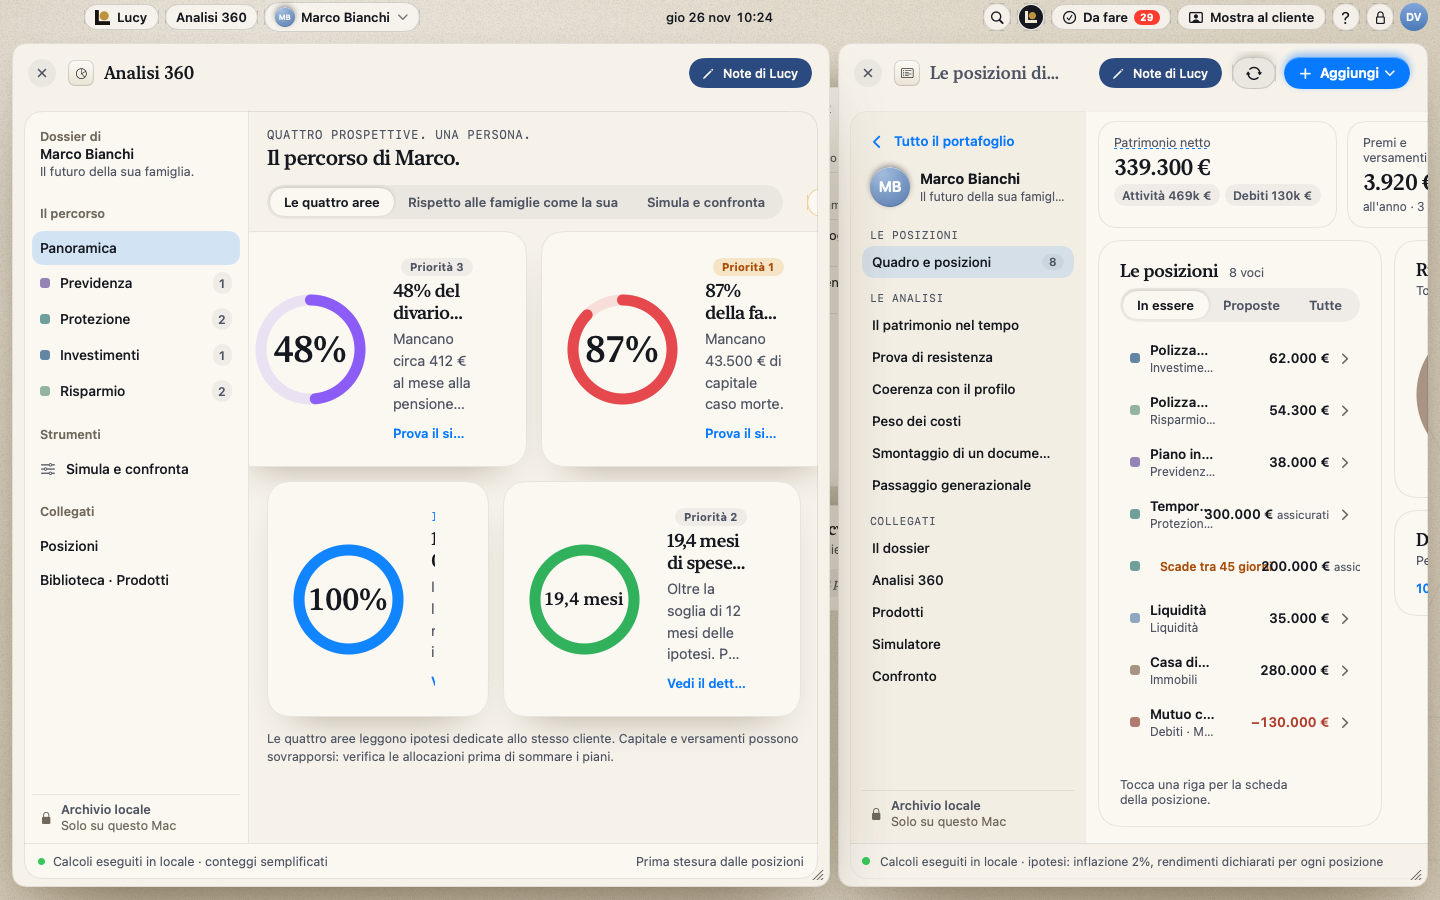 Lucy
Analisi 360
MB Marco Bianchi
gio 26 nov 10:24
Da fare 29
Mostra al cliente
?
DV
Analisi 360
Note di Lucy
Dossier di
Marco Bianchi
Il futuro della sua famiglia.
Il percorso
Panoramica
Previdenza 1
Protezione 2
Investimenti 1
Risparmio 2
Strumenti
Simula e confronta
Collegati
Posizioni
Biblioteca · Prodotti
Archivio locale
Solo su questo Mac
QUATTRO PROSPETTIVE. UNA PERSONA.
Il percorso di Marco.
Le quattro aree
Rispetto alle famiglie come la sua
Simula e confronta
48%
Priorità 3
48% del
divario...
Mancano
circa 412 €
al mese alla
pensione...
Prova il si...
87%
Priorità 1
87%
della fa...
Mancano
43.500 € di
capitale
caso morte.
Prova il si...
100%
19,4 mesi
Priorità 2
19,4 mesi
di spese...
Oltre la
soglia di 12
mesi delle
ipotesi. P...
Vedi il dett...
Le quattro aree leggono ipotesi dedicate allo stesso cliente. Capitale e versamenti possono
sovrapporsi: verifica le allocazioni prima di sommare i piani.
Calcoli eseguiti in locale · conteggi semplificati
Prima stesura dalle posizioni
Le posizioni di...
Note di Lucy
Aggiungi
Tutto il portafoglio
MB
Marco Bianchi
Il futuro della sua famigl...
LE POSIZIONI
Quadro e posizioni 8
LE ANALISI
Il patrimonio nel tempo
Prova di resistenza
Coerenza con il profilo
Peso dei costi
Smontaggio di un docume...
Passaggio generazionale
COLLEGATI
Il dossier
Analisi 360
Prodotti
Simulatore
Confronto
Archivio locale
Solo su questo Mac
Patrimonio netto
339.300 €
Attività 469k €
Debiti 130k €
Premi e
versamenti
3.920 €
all'anno · 3
Le posizioni 8 voci
In essere
Proposte
Tutte
Polizza... 62.000 €
Investime...
Polizza... 54.300 €
Risparmio...
Piano in... 38.000 €
Previdenz...
Tempor... 300.000 € assicurati
Protezion...
Scade tra 45 giorni 200.000 € assic
Liquidità 35.000 €
Liquidità
Casa di... 280.000 €
Immobili
Mutuo c... −130.000 €
Debiti · M...
Tocca una riga per la scheda
della posizione.
Calcoli eseguiti in locale · ipotesi: inflazione 2%, rendimenti dichiarati per ogni posizione